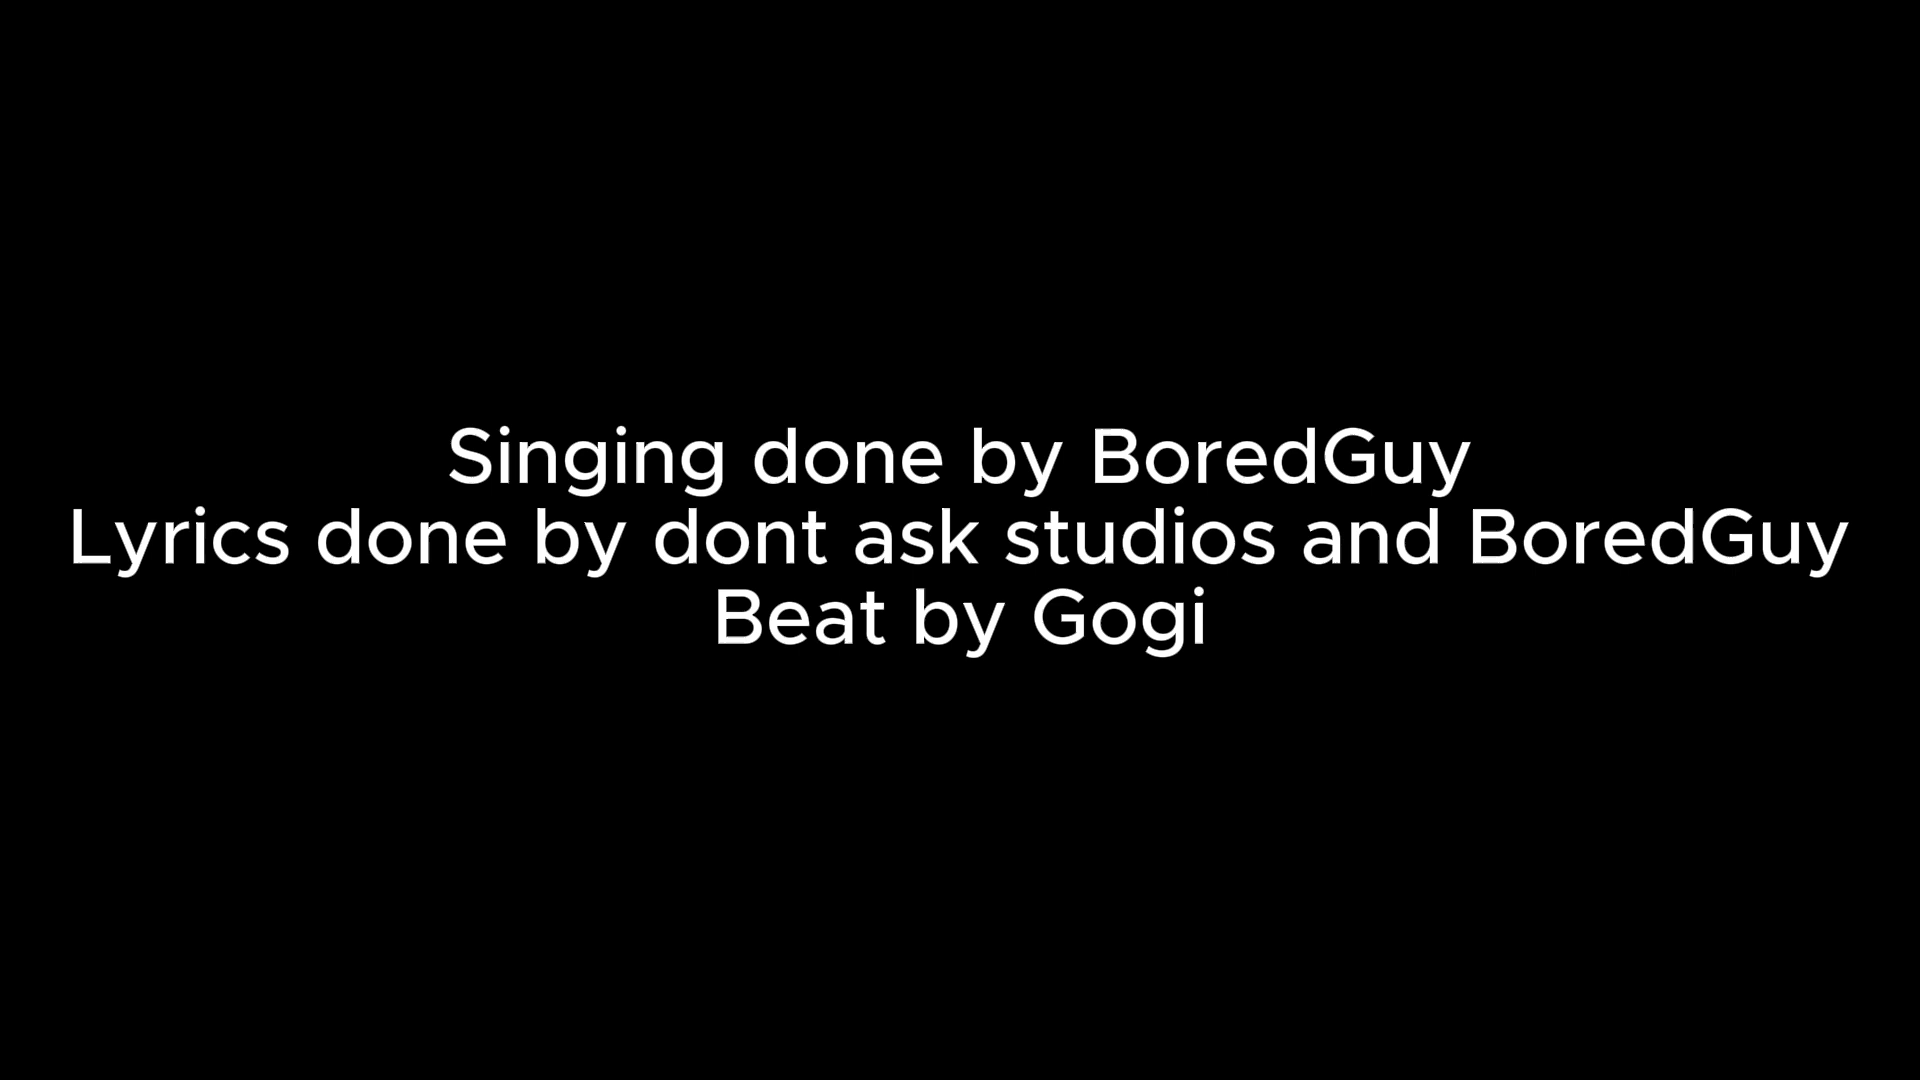 Singing done by BoredGuy
Lyrics done by dont ask studios and BoredGuy
Beat by Gogi